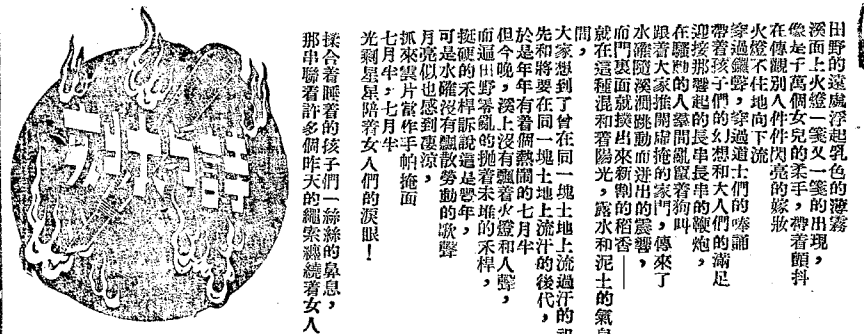 田野的遠處浮起乳色的薄霧
溪面上火燈一箋又一箋的出現，
像是千萬個女兒的柔手，帶着顫抖
在傳觀別人件件閃亮的嫁妝
火燈不住地向下流
穿過鑼聲，穿過道士們的唪誦
帶着孩子們的幻想和大人們的滿足
迎接那響起的長串長串的鞭炮，
在騷動的人羣間亂竄着狗叫
跟着大家推開虛掩的家門，傳來了
水碓隨溪澗跳動而迸出的震響，
而門裏面就撲出來新割的稻香——
就在這種混和着陽光，露水和泥土的氣息
間，
大家想到了曾在同一塊土地上流過汗的祖
先和將要在同一塊土地上流汗的後代，
於是年年有着個熱鬧的七月半
但今晚，溪上沒有飄着火燈和人聲，
而遍田野零亂的拋着未堆的禾桿，
挺硬的禾桿訴說這是豐年，
可是水碓沒有飄散勞動的歌聲
月亮似也感到凄涼，
抓來雲片當作手帕掩面
七月半，七月半
光剩星星陪着女人們的淚眼！
揉合着睡着的孩子們一絲絲的鼻息，
那串聯着許多個昨天的繩索纏繞着女人